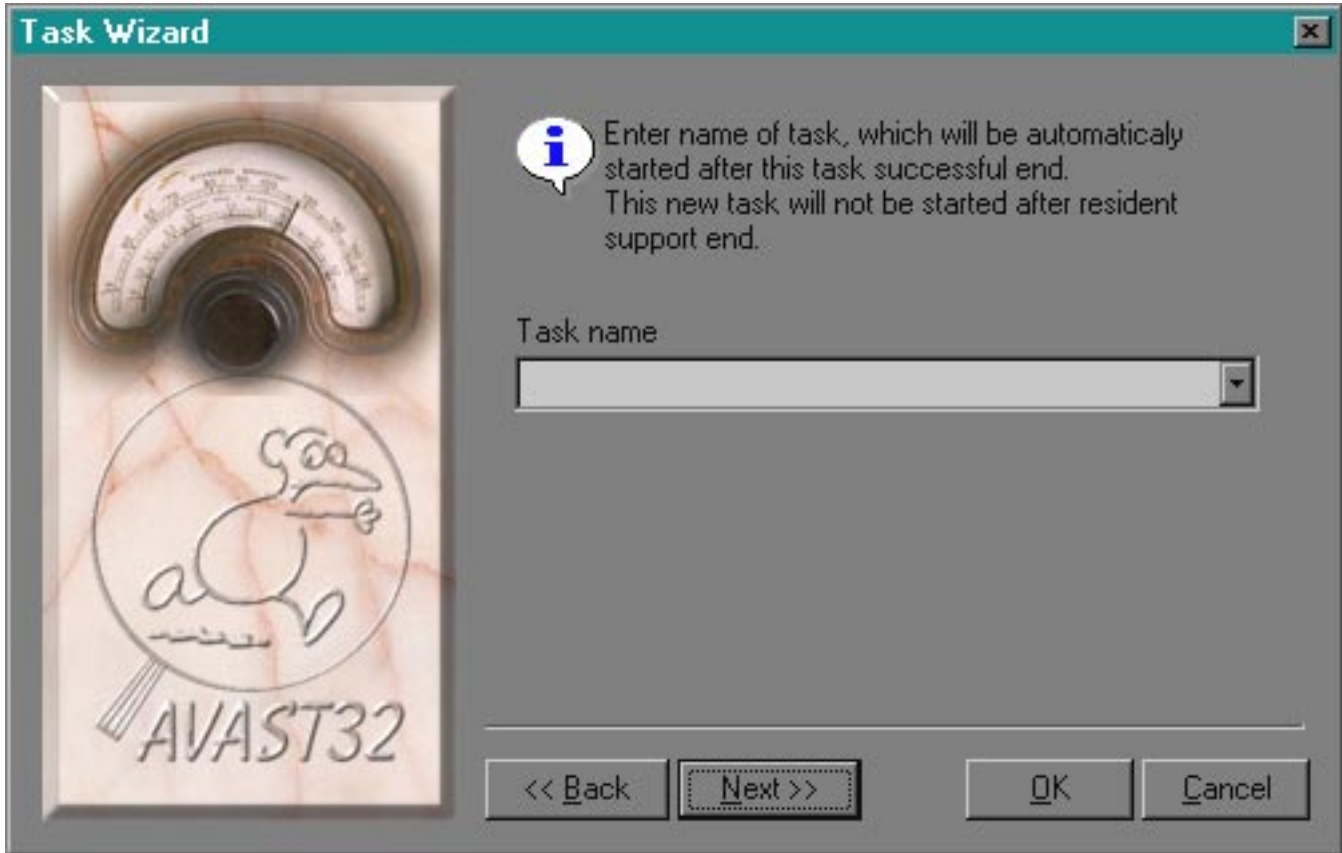 Task Wizard
Enter name of task, which will be automaticaly
started after this task successful end.
This new task will not be started after resident
support end.
Task name
AVAST32
<< Back
Next >>
OK
Cancel